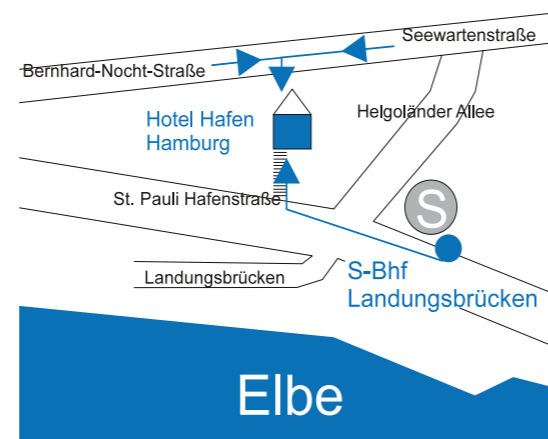 Seewartenstraße
Bernhard-Nocht-Straße
Hotel Hafen
Hamburg
Helgoländer Allee
St. Pauli Hafenstraße
S
S-Bhf
Landungsbrücken
Landungsbrücken
Elbe